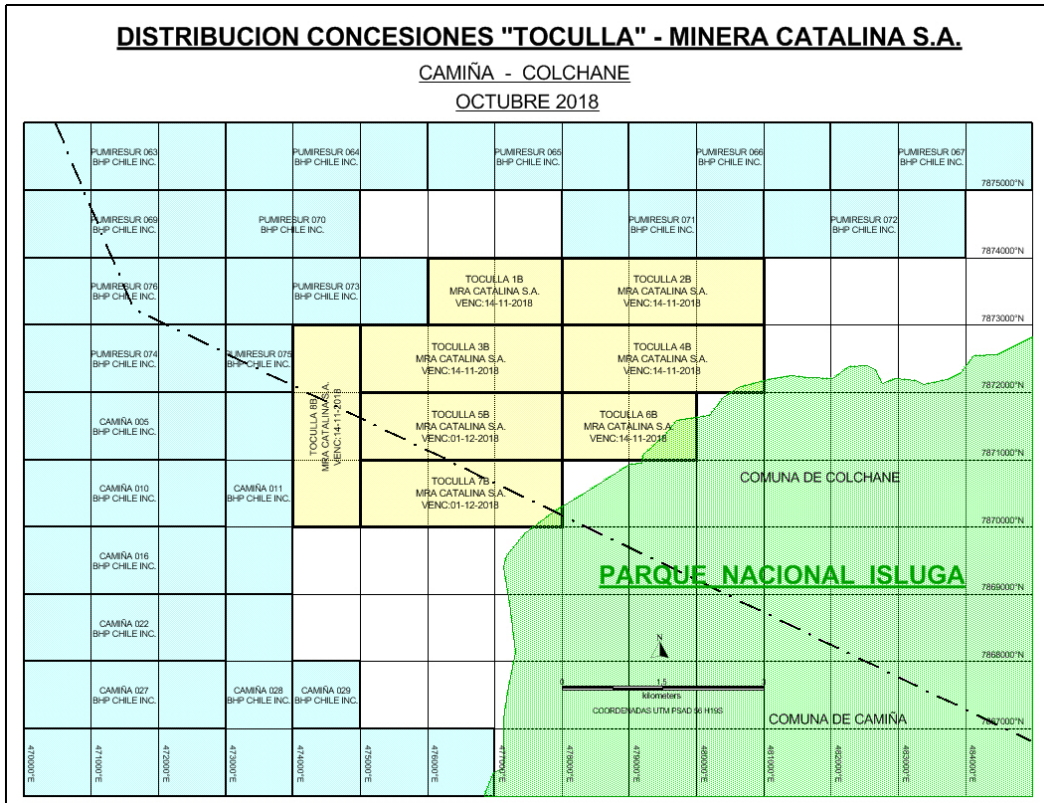 DISTRIBUCION CONCESIONES "TOCULLA" - MINERA CATALINA S.A.
CAMIÑA - COLCHANE
OCTUBRE 2018
PUMIRESUR 063
BHP CHILE INC.
PUMIRESUR 064
BHP CHILE INC.
PUMIRESUR 065
BHP CHILE INC.
PUMIRESUR 066
BHP CHILE INC.
PUMIRESUR 067
BHP CHILE INC.
7875000°N
PUMIRESUR 069
BHP CHILE INC.
PUMIRESUR 070
BHP CHILE INC.
PUMIRESUR 071
BHP CHILE INC.
PUMIRESUR 072
BHP CHILE INC.
7874000°N
PUMIRESUR 076
BHP CHILE INC.
PUMIRESUR 073
BHP CHILE INC.
TOCULLA 1B
MRA CATALINA S.A.
VENC:14-11-2018
TOCULLA 2B
MRA CATALINA S.A.
VENC:14-11-2018
7873000°N
PUMIRESUR 074
BHP CHILE INC.
PUMIRESUR 075
BHP CHILE INC.
TOCULLA 3B
MRA CATALINA S.A.
VENC:14-11-2018
TOCULLA 4B
MRA CATALINA S.A.
VENC:14-11-2018
7872000°N
TOCULLA 8B
MRA CATALINA S.A.
VENC:14-11-2018
CAMIÑA 005
BHP CHILE INC.
TOCULLA 5B
MRA CATALINA S.A.
VENC:01-12-2018
TOCULLA 6B
MRA CATALINA S.A.
VENC:14-11-2018
7871000°N
CAMIÑA 010
BHP CHILE INC.
CAMIÑA 011
BHP CHILE INC.
TOCULLA 7B
MRA CATALINA S.A.
VENC:01-12-2018
COMUNA DE COLCHANE
7870000°N
CAMIÑA 016
BHP CHILE INC.
PARQUE NACIONAL ISLUGA
7869000°N
CAMIÑA 022
BHP CHILE INC.
N
7868000°N
CAMIÑA 027
BHP CHILE INC.
CAMIÑA 028
BHP CHILE INC.
CAMIÑA 029
BHP CHILE INC.
0 1,5 3
kilometers
COORDENADAS UTM PSAD 56 H19S
COMUNA DE CAMIÑA
7867000°N
470000°E
471000°E
472000°E
473000°E
474000°E
475000°E
476000°E
477000°E
478000°E
479000°E
480000°E
481000°E
482000°E
483000°E
484000°E